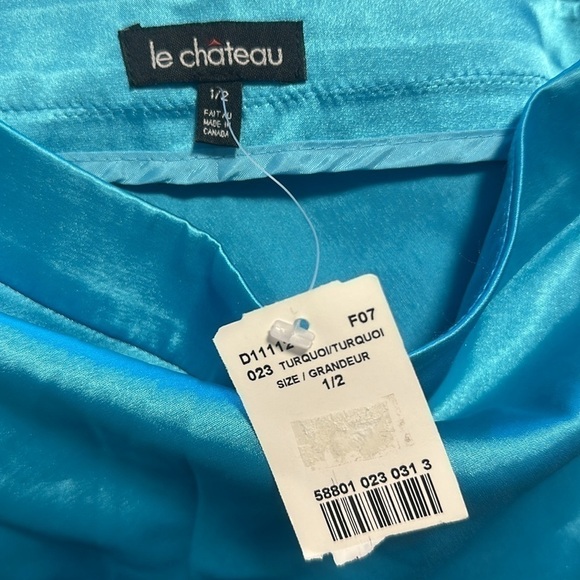 le château
1/2
FAIT AU
MADE IN
CANADA
F07
D11112
023 TURQUOI/TURQUOI
SIZE / GRANDEUR
1/2
58801 023 031 3